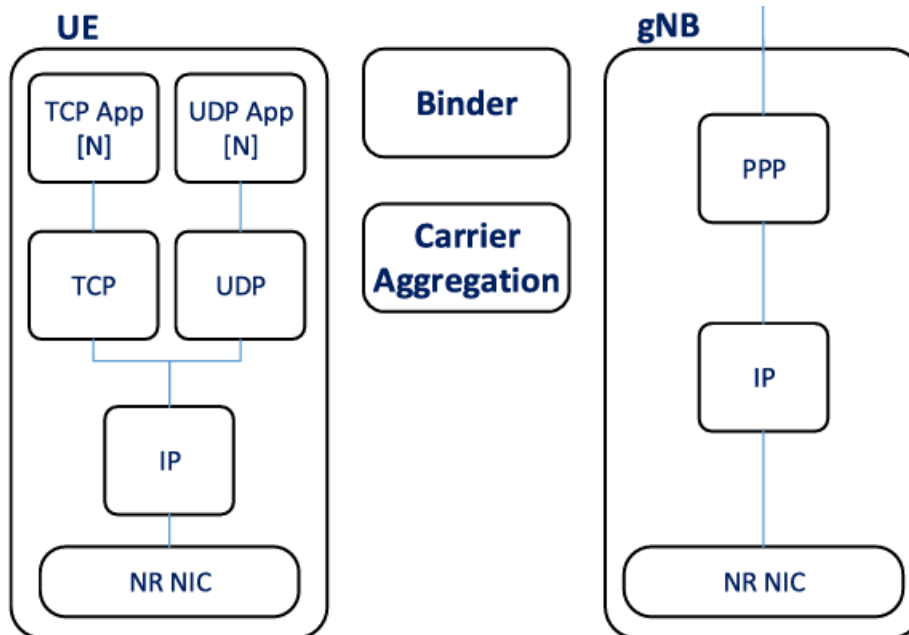 UE
TCP App
[N]
UDP App
[N]
TCP
UDP
IP
NR NIC
Binder
Carrier
Aggregation
gNB
PPP
IP
NR NIC